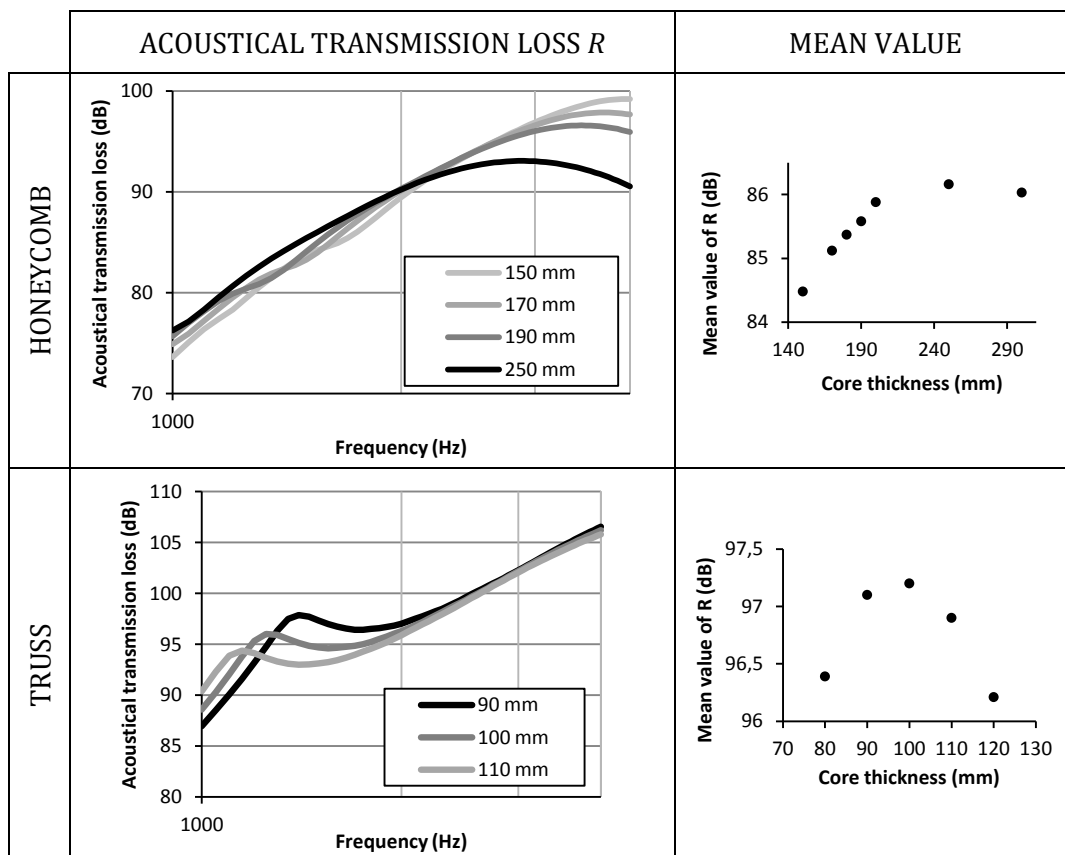 ACOUSTICAL TRANSMISSION LOSS R
MEAN VALUE
HONEYCOMB
Acoustical transmission loss (dB)
100
90
80
70
1000
Frequency (Hz)
150 mm
170 mm
190 mm
250 mm
Mean value of R (dB)
86
85
84
140 190 240 290
Core thickness (mm)
TRUSS
Acoustical transmission loss (dB)
110
105
100
95
90
85
80
1000
Frequency (Hz)
90 mm
100 mm
110 mm
Mean value of R (dB)
97,5
97
96,5
96
70 80 90 100 110 120 130
Core thickness (mm)